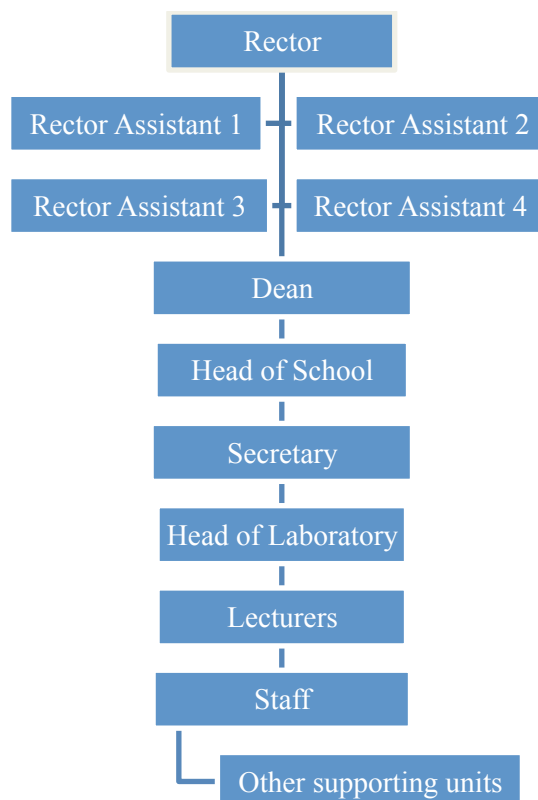 Rector
Rector Assistant 1
Rector Assistant 2
Rector Assistant 3
Rector Assistant 4
Dean
Head of School
Secretary
Head of Laboratory
Lecturers
Staff
Other supporting units